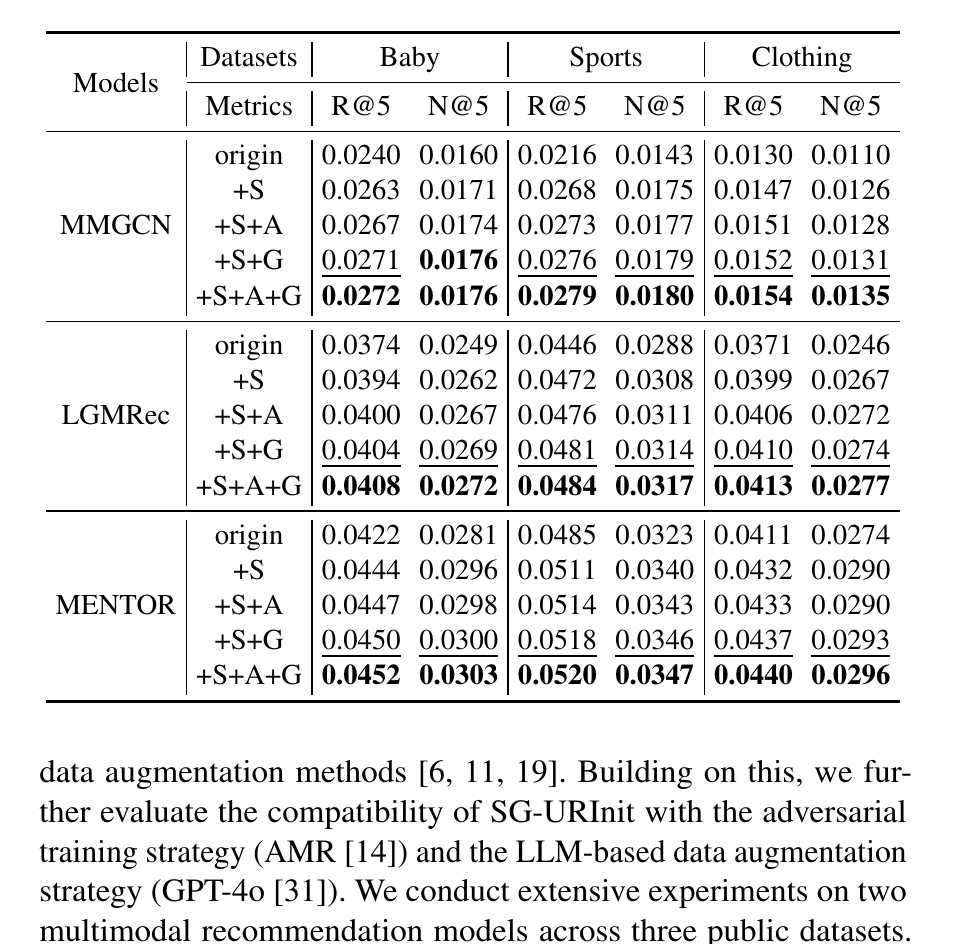 Models Datasets Baby Sports Clothing
Metrics R@5 N@5 R@5 N@5 R@5 N@5
MMGCN
origin 0.0240 0.0160 0.0216 0.0143 0.0130 0.0110
+S 0.0263 0.0171 0.0268 0.0175 0.0147 0.0126
+S+A 0.0267 0.0174 0.0273 0.0177 0.0151 0.0128
+S+G 0.0271 0.0176 0.0276 0.0179 0.0152 0.0131
+S+A+G 0.0272 0.0176 0.0279 0.0180 0.0154 0.0135
LGMRec
origin 0.0374 0.0249 0.0446 0.0288 0.0371 0.0246
+S 0.0394 0.0262 0.0472 0.0308 0.0399 0.0267
+S+A 0.0400 0.0267 0.0476 0.0311 0.0406 0.0272
+S+G 0.0404 0.0269 0.0481 0.0314 0.0410 0.0274
+S+A+G 0.0408 0.0272 0.0484 0.0317 0.0413 0.0277
MENTOR
origin 0.0422 0.0281 0.0485 0.0323 0.0411 0.0274
+S 0.0444 0.0296 0.0511 0.0340 0.0432 0.0290
+S+A 0.0447 0.0298 0.0514 0.0343 0.0433 0.0290
+S+G 0.0450 0.0300 0.0518 0.0346 0.0437 0.0293
+S+A+G 0.0452 0.0303 0.0520 0.0347 0.0440 0.0296
data augmentation methods [6, 11, 19]. Building on this, we fur-
ther evaluate the compatibility of SG-URInit with the adversarial
training strategy (AMR [14]) and the LLM-based data augmentation
strategy (GPT-4o [31]). We conduct extensive experiments on two
multimodal recommendation models across three public datasets.